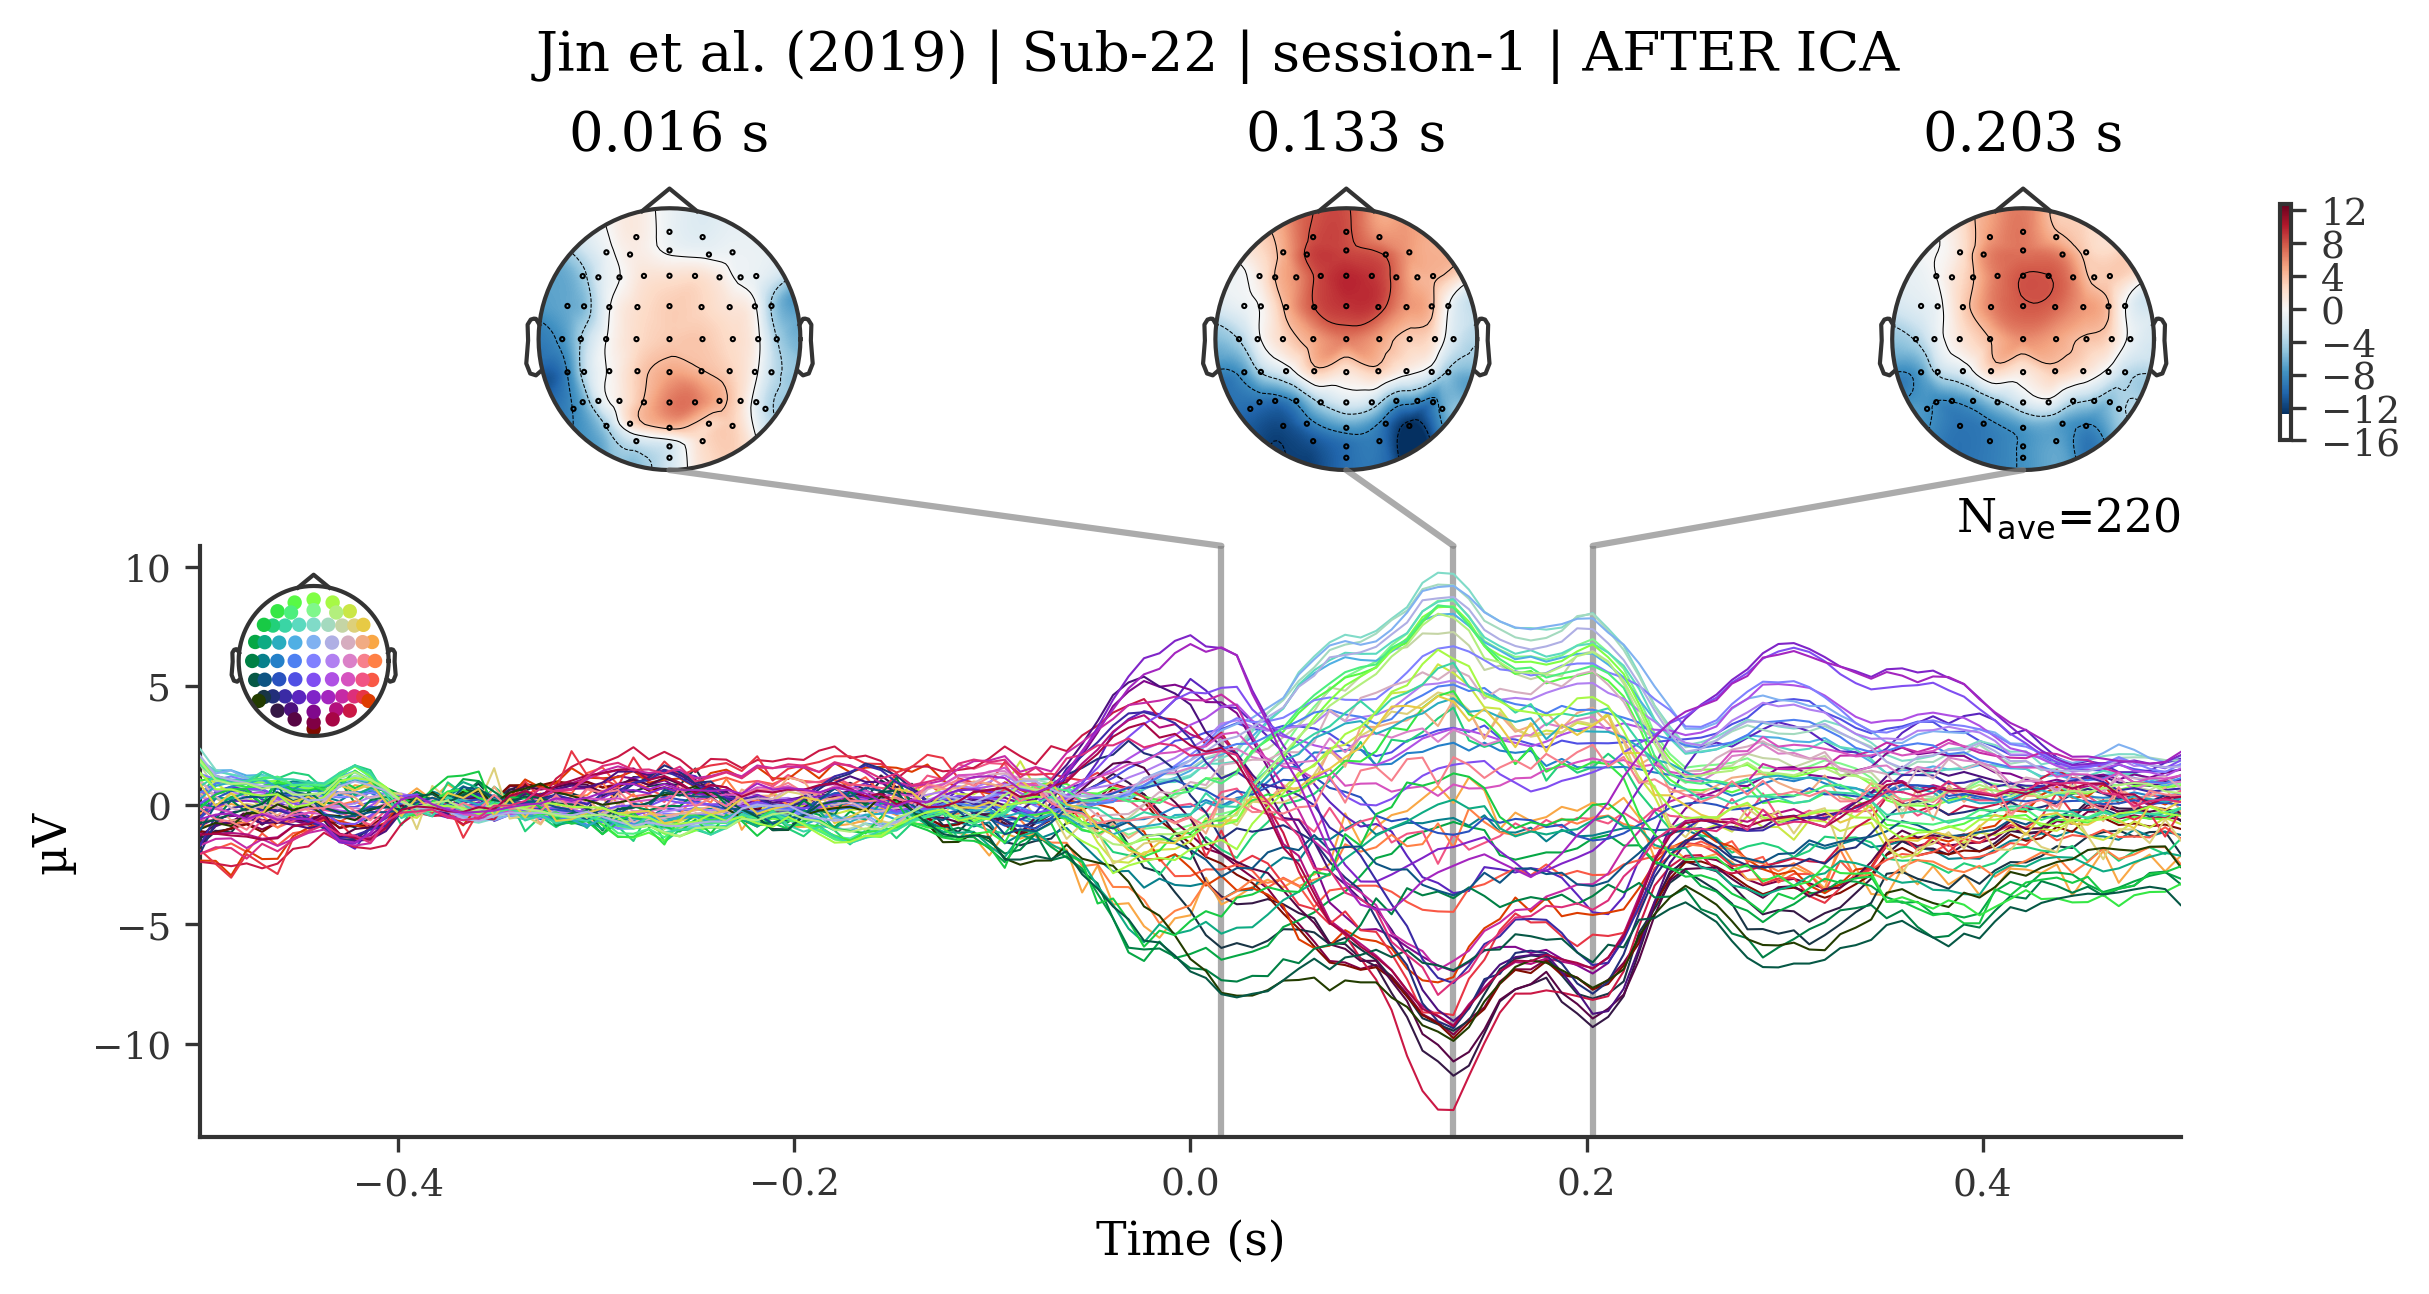 Jin et al. (2019) | Sub-22 | session-1 | AFTER ICA
0.016 s
0.133 s
0.203 s
12
8
4
0
−4
−8
−12
−16
N_ave=220
10
5
0
−5
−10
µV
−0.4
−0.2
0.0
0.2
0.4
Time (s)